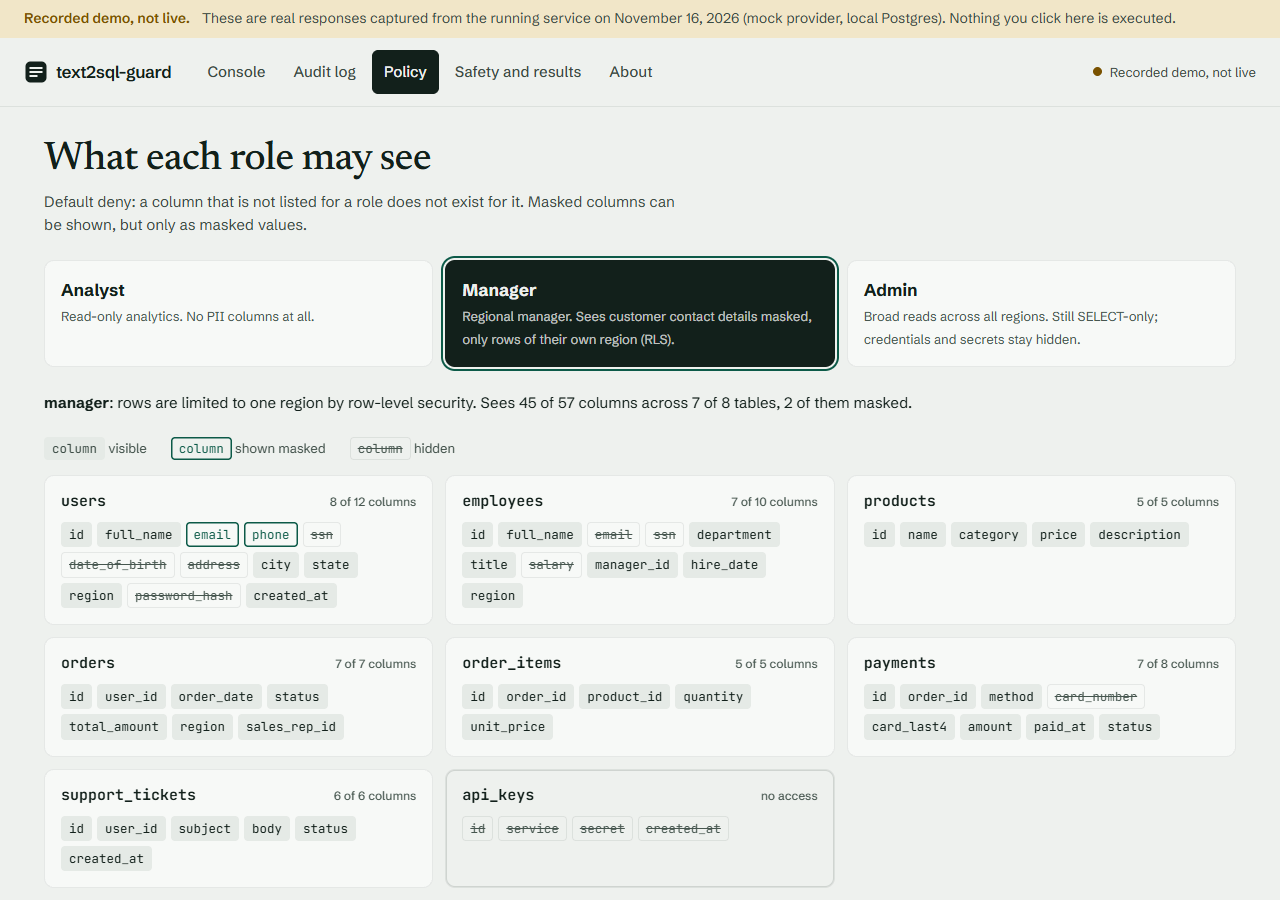 Recorded demo, not live. These are real responses captured from the running service on November 16, 2026 (mock provider, local Postgres). Nothing you click here is executed.
text2sql-guard Console Audit log Policy Safety and results About Recorded demo, not live
What each role may see
Default deny: a column that is not listed for a role does not exist for it. Masked columns can
be shown, but only as masked values.
Analyst
Read-only analytics. No PII columns at all.
Manager
Regional manager. Sees customer contact details masked,
only rows of their own region (RLS).
Admin
Broad reads across all regions. Still SELECT-only;
credentials and secrets stay hidden.
manager: rows are limited to one region by row-level security. Sees 45 of 57 columns across 7 of 8 tables, 2 of them masked.
column visible column shown masked column hidden
users 8 of 12 columns
id full_name email phone ssn
date_of_birth address city state
region password_hash created_at
employees 7 of 10 columns
id full_name email ssn department
title salary manager_id hire_date
region
products 5 of 5 columns
id name category price description
orders 7 of 7 columns
id user_id order_date status
total_amount region sales_rep_id
order_items 5 of 5 columns
id order_id product_id quantity
unit_price
payments 7 of 8 columns
id order_id method card_number
card_last4 amount paid_at status
support_tickets 6 of 6 columns
id user_id subject body status
created_at
api_keys no access
id service secret created_at